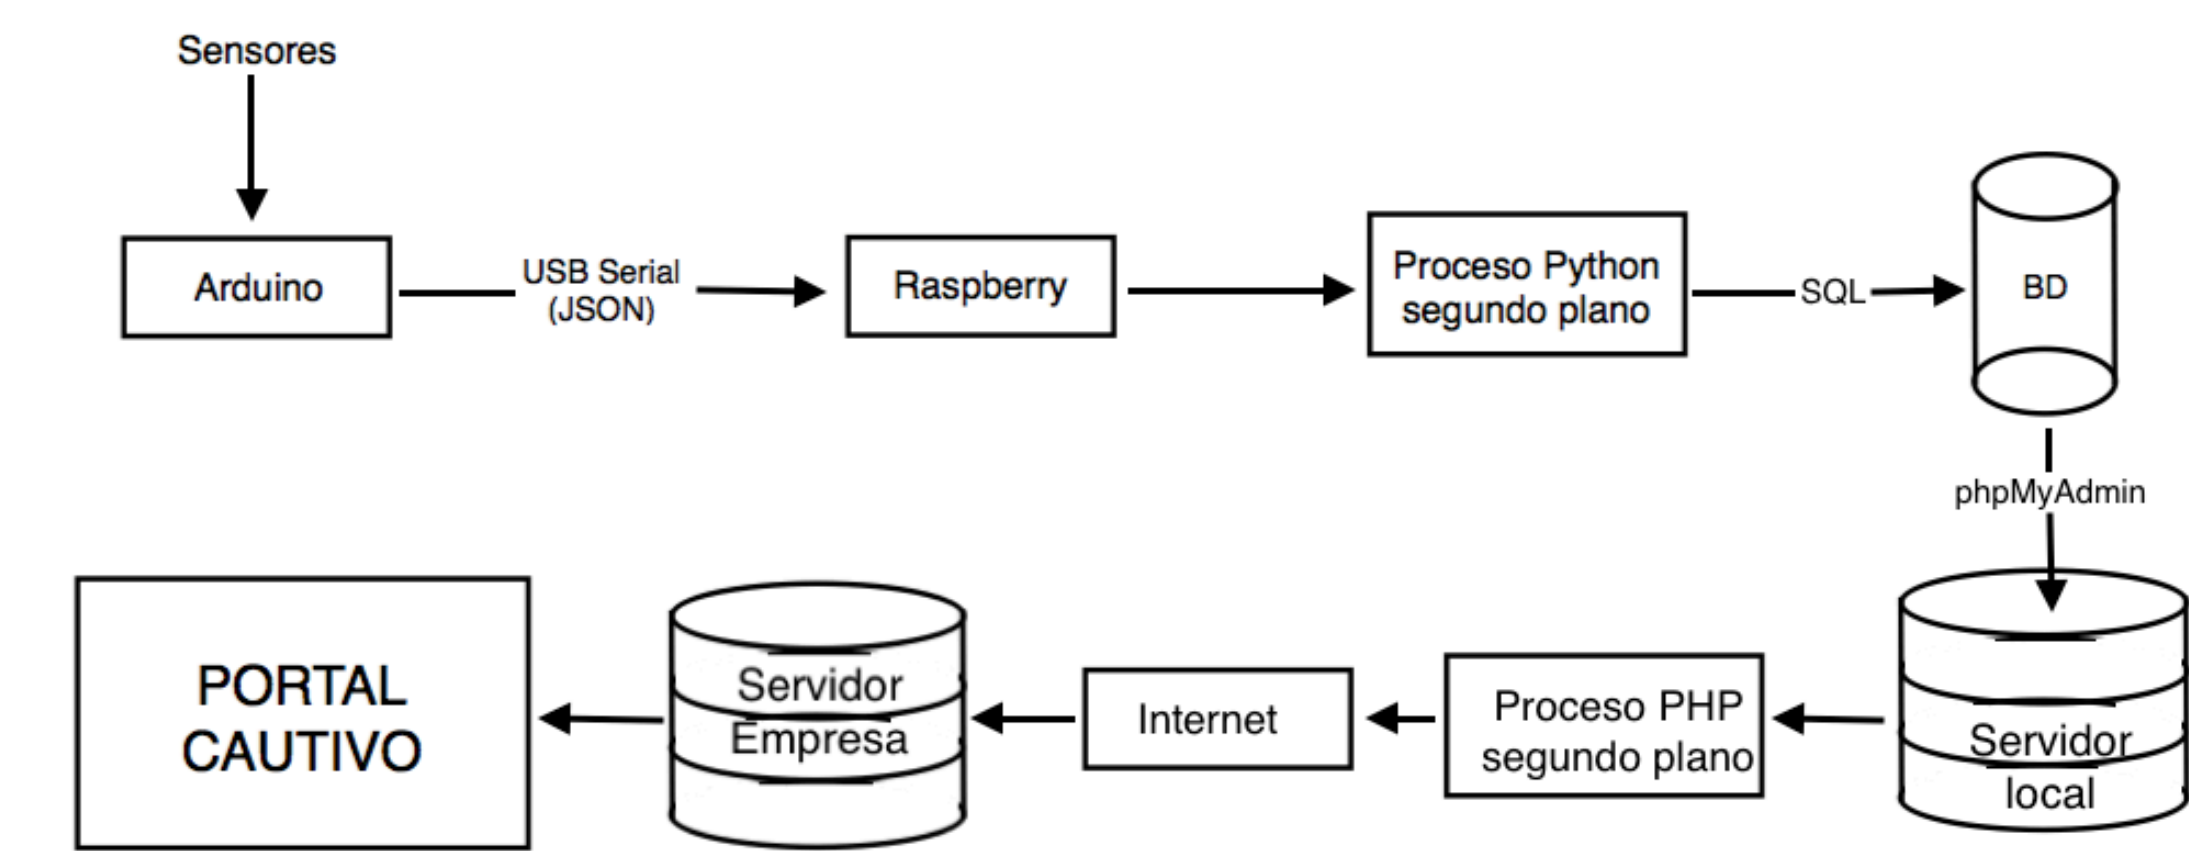 Sensores
Arduino
USB Serial
(JSON)
Raspberry
Proceso Python
segundo plano
SQL
BD
phpMyAdmin
PORTAL
CAUTIVO
Servidor
Empresa
Internet
Proceso PHP
segundo plano
Servidor
local